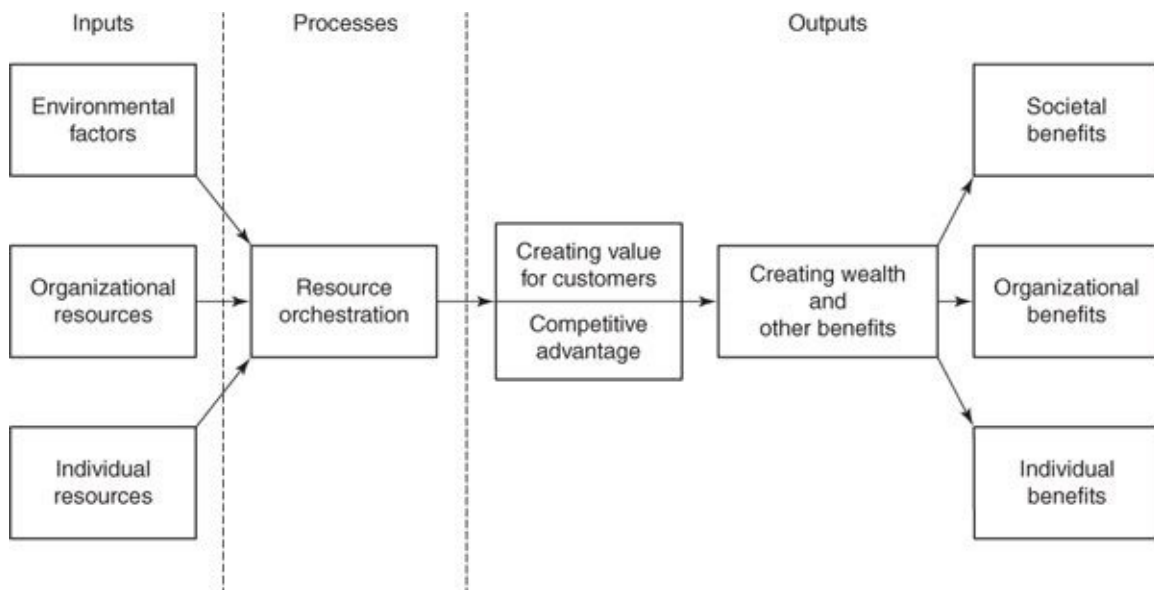 Inputs
Processes
Outputs
Environmental
factors
Organizational
resources
Individual
resources
Resource
orchestration
Creating value
for customers
Competitive
advantage
Creating wealth
and
other benefits
Societal
benefits
Organizational
benefits
Individual
benefits